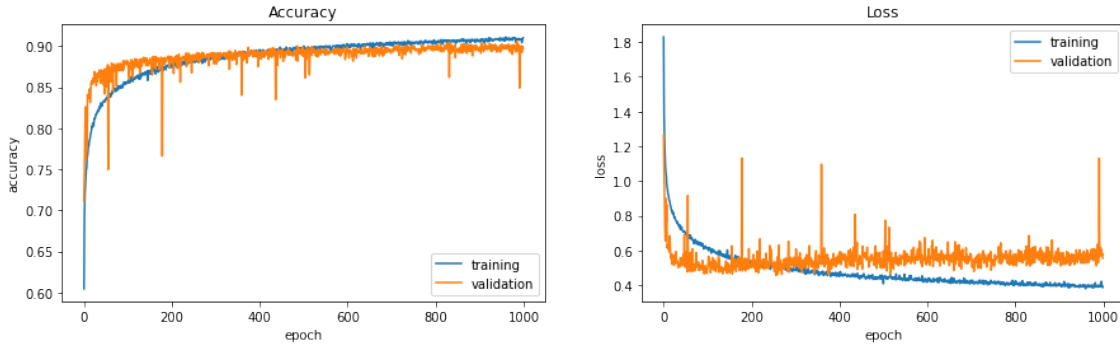 Accuracy
0.90
0.85
0.80
0.75
0.70
0.65
0.60
accuracy
training
validation
0 200 400 600 800 1000
epoch
Loss
1.8
1.6
1.4
1.2
1.0
0.8
0.6
0.4
loss
training
validation
0 200 400 600 800 1000
epoch